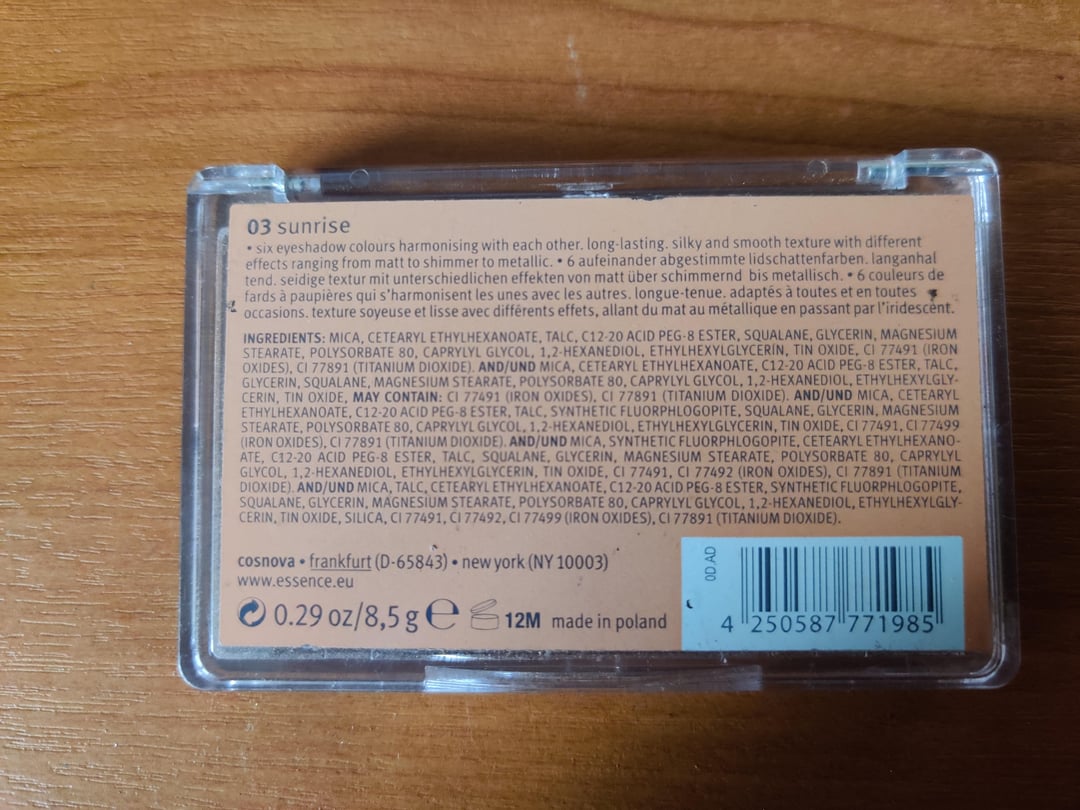 03 sunrise
• six eyeshadow colours harmonising with each other. long-lasting. silky and smooth texture with different
effects ranging from matt to shimmer to metallic. • 6 aufeinander abgestimmte lidschattenfarben. langanhal
tend. seidige textur mit unterschiedlichen effekten von matt über schimmernd bis metallisch. • 6 couleurs de
fards à paupières qui s'harmonisent les unes avec les autres. longue-tenue. adaptés à toutes et en toutes
occasions. texture soyeuse et lisse avec différents effets, allant du mat au métallique en passant par l'iridescent.
INGREDIENTS: MICA, CETEARYL ETHYLHEXANOATE, TALC, C12-20 ACID PEG-8 ESTER, SQUALANE, GLYCERIN, MAGNESIUM
STEARATE, POLYSORBATE 80, CAPRYLYL GLYCOL, 1,2-HEXANEDIOL, ETHYLHEXYLGLYCERIN, TIN OXIDE, CI 77491 (IRON
OXIDES), CI 77891 (TITANIUM DIOXIDE). AND/UND MICA, CETEARYL ETHYLHEXANOATE, C12-20 ACID PEG-8 ESTER, TALC,
GLYCERIN, SQUALANE, MAGNESIUM STEARATE, POLYSORBATE 80, CAPRYLYL GLYCOL, 1,2-HEXANEDIOL, ETHYLHEXYLGLY-
CERIN, TIN OXIDE, MAY CONTAIN: CI 77491 (IRON OXIDES), CI 77891 (TITANIUM DIOXIDE). AND/UND MICA, CETEARYL
ETHYLHEXANOATE, C12-20 ACID PEG-8 ESTER, TALC, SYNTHETIC FLUORPHLOGOPITE, SQUALANE, GLYCERIN, MAGNESIUM
STEARATE, POLYSORBATE 80, CAPRYLYL GLYCOL, 1,2-HEXANEDIOL, ETHYLHEXYLGLYCERIN, TIN OXIDE, CI 77491, CI 77499
(IRON OXIDES), CI 77891 (TITANIUM DIOXIDE). AND/UND MICA, SYNTHETIC FLUORPHLOGOPITE, CETEARYL ETHYLHEXANO-
ATE, C12-20 ACID PEG-8 ESTER, TALC, SQUALANE, GLYCERIN, MAGNESIUM STEARATE, POLYSORBATE 80, CAPRYLYL
GLYCOL, 1,2-HEXANEDIOL, ETHYLHEXYLGLYCERIN, TIN OXIDE, CI 77491, CI 77492 (IRON OXIDES), CI 77891 (TITANIUM
DIOXIDE). AND/UND MICA, TALC, CETEARYL ETHYLHEXANOATE, C12-20 ACID PEG-8 ESTER, SYNTHETIC FLUORPHLOGOPITE,
SQUALANE, GLYCERIN, MAGNESIUM STEARATE, POLYSORBATE 80, CAPRYLYL GLYCOL, 1,2-HEXANEDIOL, ETHYLHEXYLGLY-
CERIN, TIN OXIDE, SILICA, CI 77491, CI 77492, CI 77499 (IRON OXIDES), CI 77891 (TITANIUM DIOXIDE).
cosnova • frankfurt (D-65843) • new york (NY 10003)
www.essence.eu
0.29 oz/8,5 g ℮ 12M made in poland
0D AD
4 250587 771985